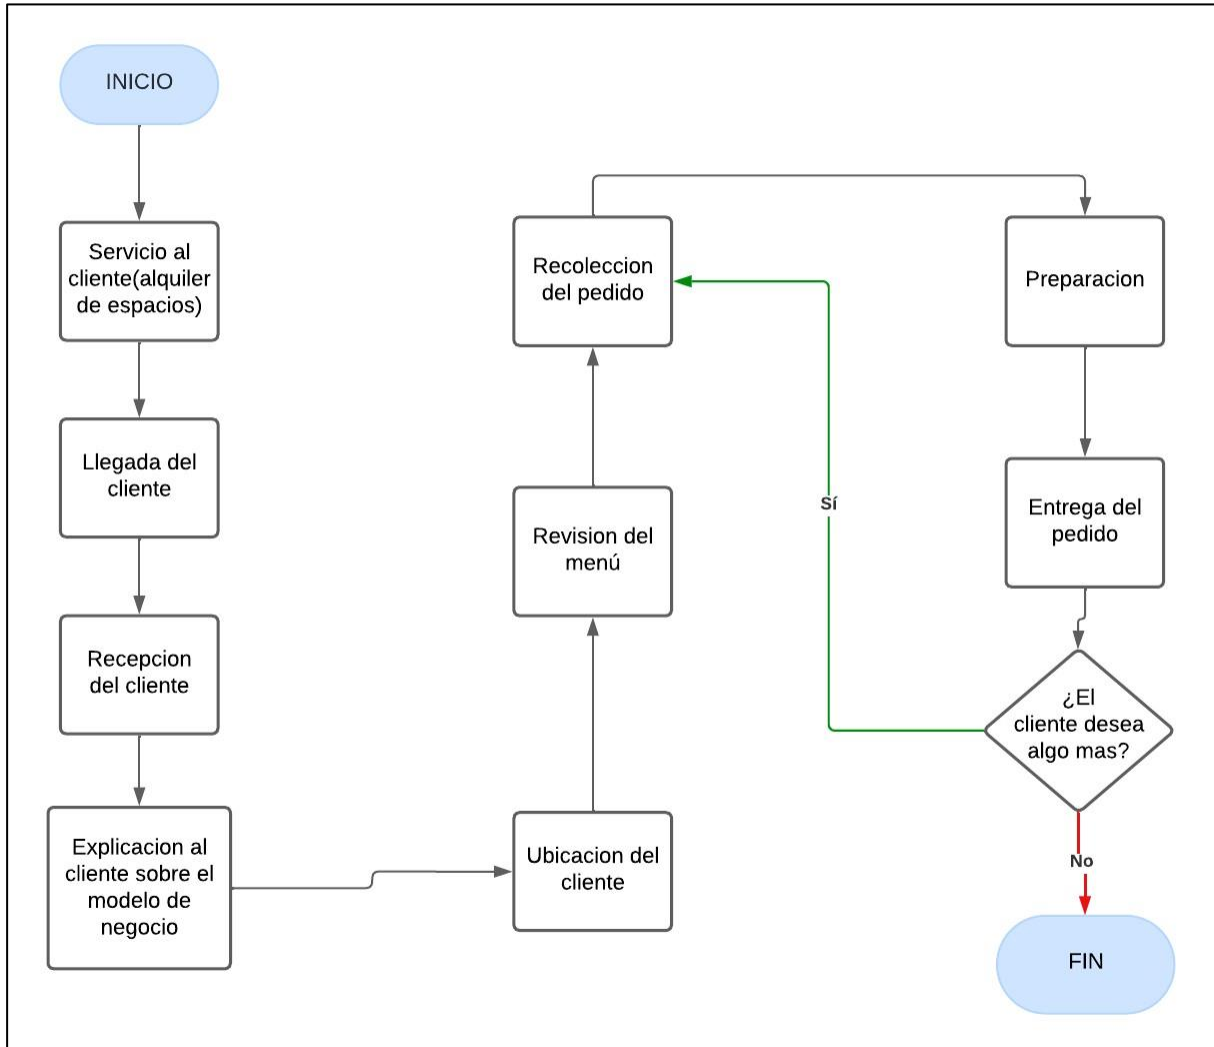 INICIO
Servicio al
cliente(alquiler
de espacios)
Llegada del
cliente
Recepcion
del cliente
Explicacion al
cliente sobre el
modelo de
negocio
Ubicacion del
cliente
Revision del
menú
Recoleccion
del pedido
Preparacion
Entrega del
pedido
¿El
cliente desea
algo mas?
Sí
No
FIN